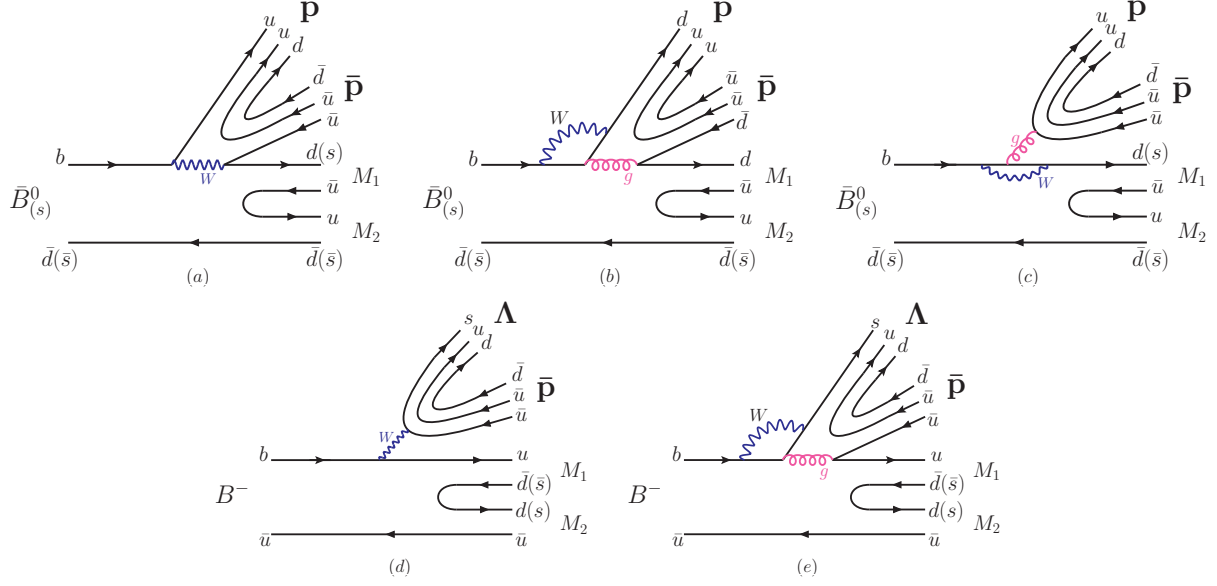 p
u
u
d
d̄
p̄
ū
ū
b
W
d(s)
ū
M₁
B̄⁰₍ₛ₎
u
M₂
d̄(s̄)
d̄(s̄)
(a)
p
d
u
u
ū
p̄
ū
d̄
W
b
g
d
ū
M₁
B̄⁰₍ₛ₎
u
M₂
d̄(s̄)
d̄(s̄)
(b)
p
u
u
d
d̄
p̄
ū
ū
g
b
W
d(s)
ū
M₁
B̄⁰₍ₛ₎
u
M₂
d̄(s̄)
d̄(s̄)
(c)
Λ
s
u
d
d̄
p̄
ū
ū
W
b
u
d̄(s̄)
M₁
B⁻
d(s)
M₂
ū
ū
(d)
Λ
s
u
d
d̄
p̄
ū
ū
W
b
g
u
d̄(s̄)
M₁
B⁻
d(s)
M₂
ū
ū
(e)